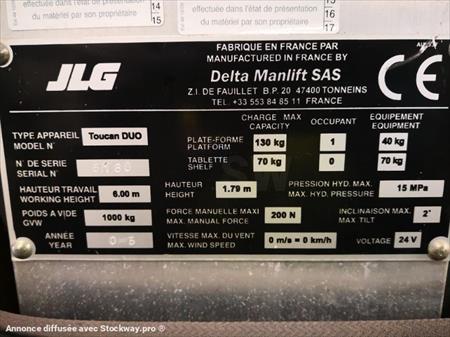 effectuée dans l'état de présentation
du matériel par son propriétaire
14
15
effectuée dans l'état de présentation
du matériel par son propriétaire
15
16
17
JLG
FABRIQUE EN FRANCE PAR
MANUFACTURED IN FRANCE BY
Delta Manlift SAS
Z.I. DE FAUILLET B.P. 20 47400 TONNEINS
TEL. +33 553 84 85 11 FRANCE
CE
CHARGE MAX OCCUPANT EQUIPEMENT
CAPACITY EQUIPMENT
TYPE APPAREIL Toucan DUO PLATE-FORME 130 kg 1 40 kg
MODEL N° PLATFORM
N° DE SERIE TABLETTE 70 kg 0 70 kg
SERIAL N° SHELF
HAUTEUR TRAVAIL 6.00 m HAUTEUR 1.79 m PRESSION HYD. MAX. 15 MPa
WORKING HEIGHT HEIGHT MAX. HYD. PRESSURE
POIDS A VIDE 1000 kg FORCE MANUELLE MAXI 200 N INCLINAISON MAX. 2°
GVW MAX. MANUAL FORCE MAX. TILT
ANNÉE VITESSE MAX. DU VENT 0 m/s = 0 km/h VOLTAGE 24 V
YEAR MAX. WIND SPEED
Annonce diffusée avec Stockway.pro ®